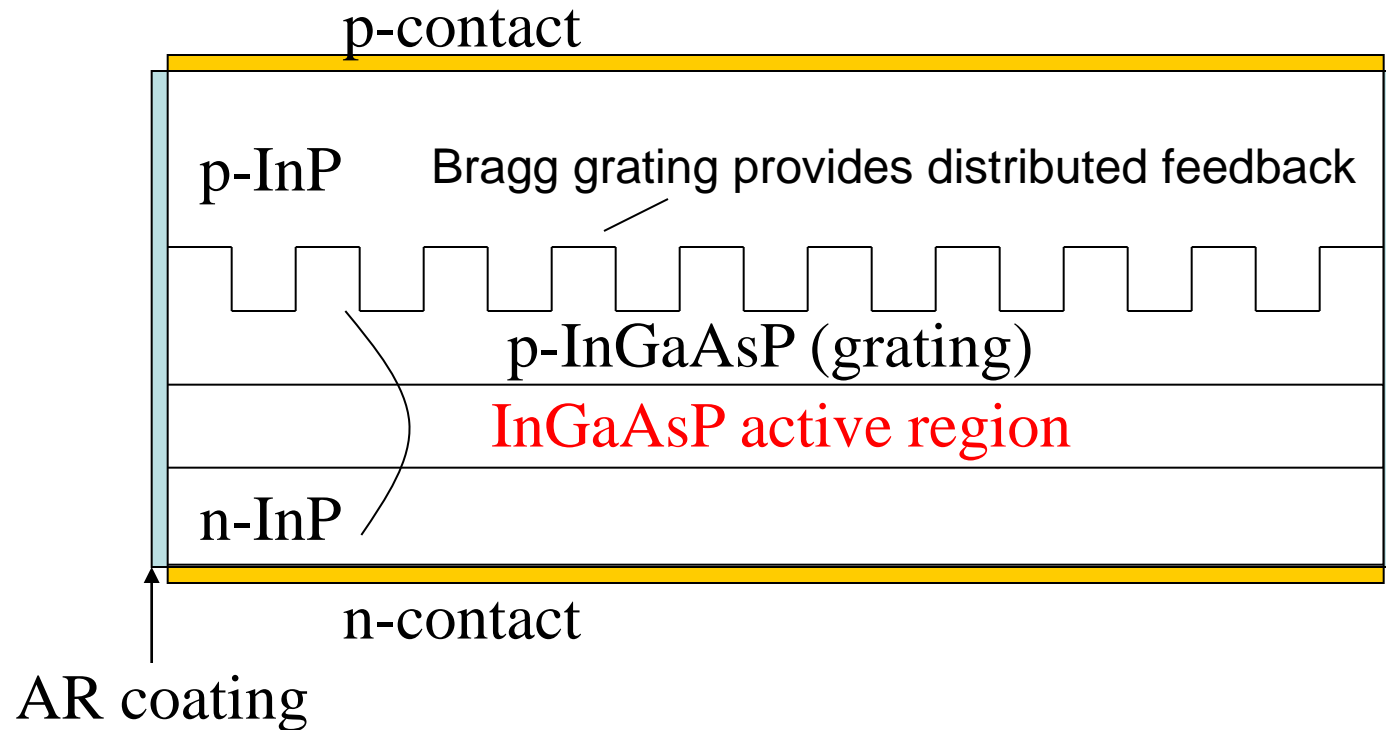 p-contact
p-InP
Bragg grating provides distributed feedback
p-InGaAsP (grating)
InGaAsP active region
n-InP
n-contact
AR coating